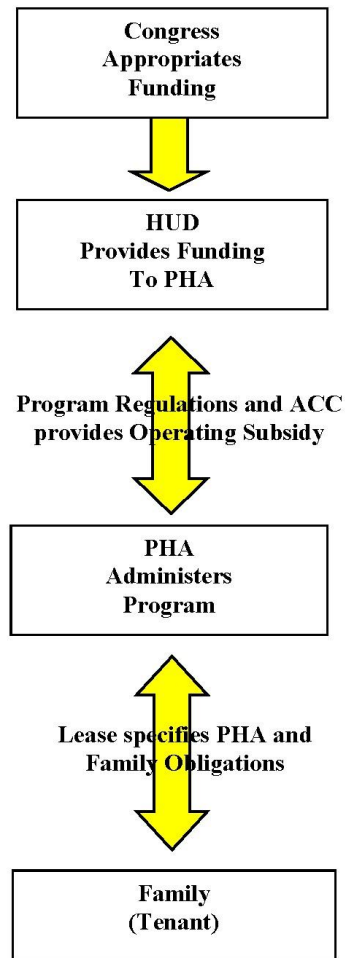 Congress
Appropriates
Funding
HUD
Provides Funding
To PHA
Program Regulations and ACC
provides Operating Subsidy
PHA
Administers
Program
Lease specifies PHA and
Family Obligations
Family
(Tenant)